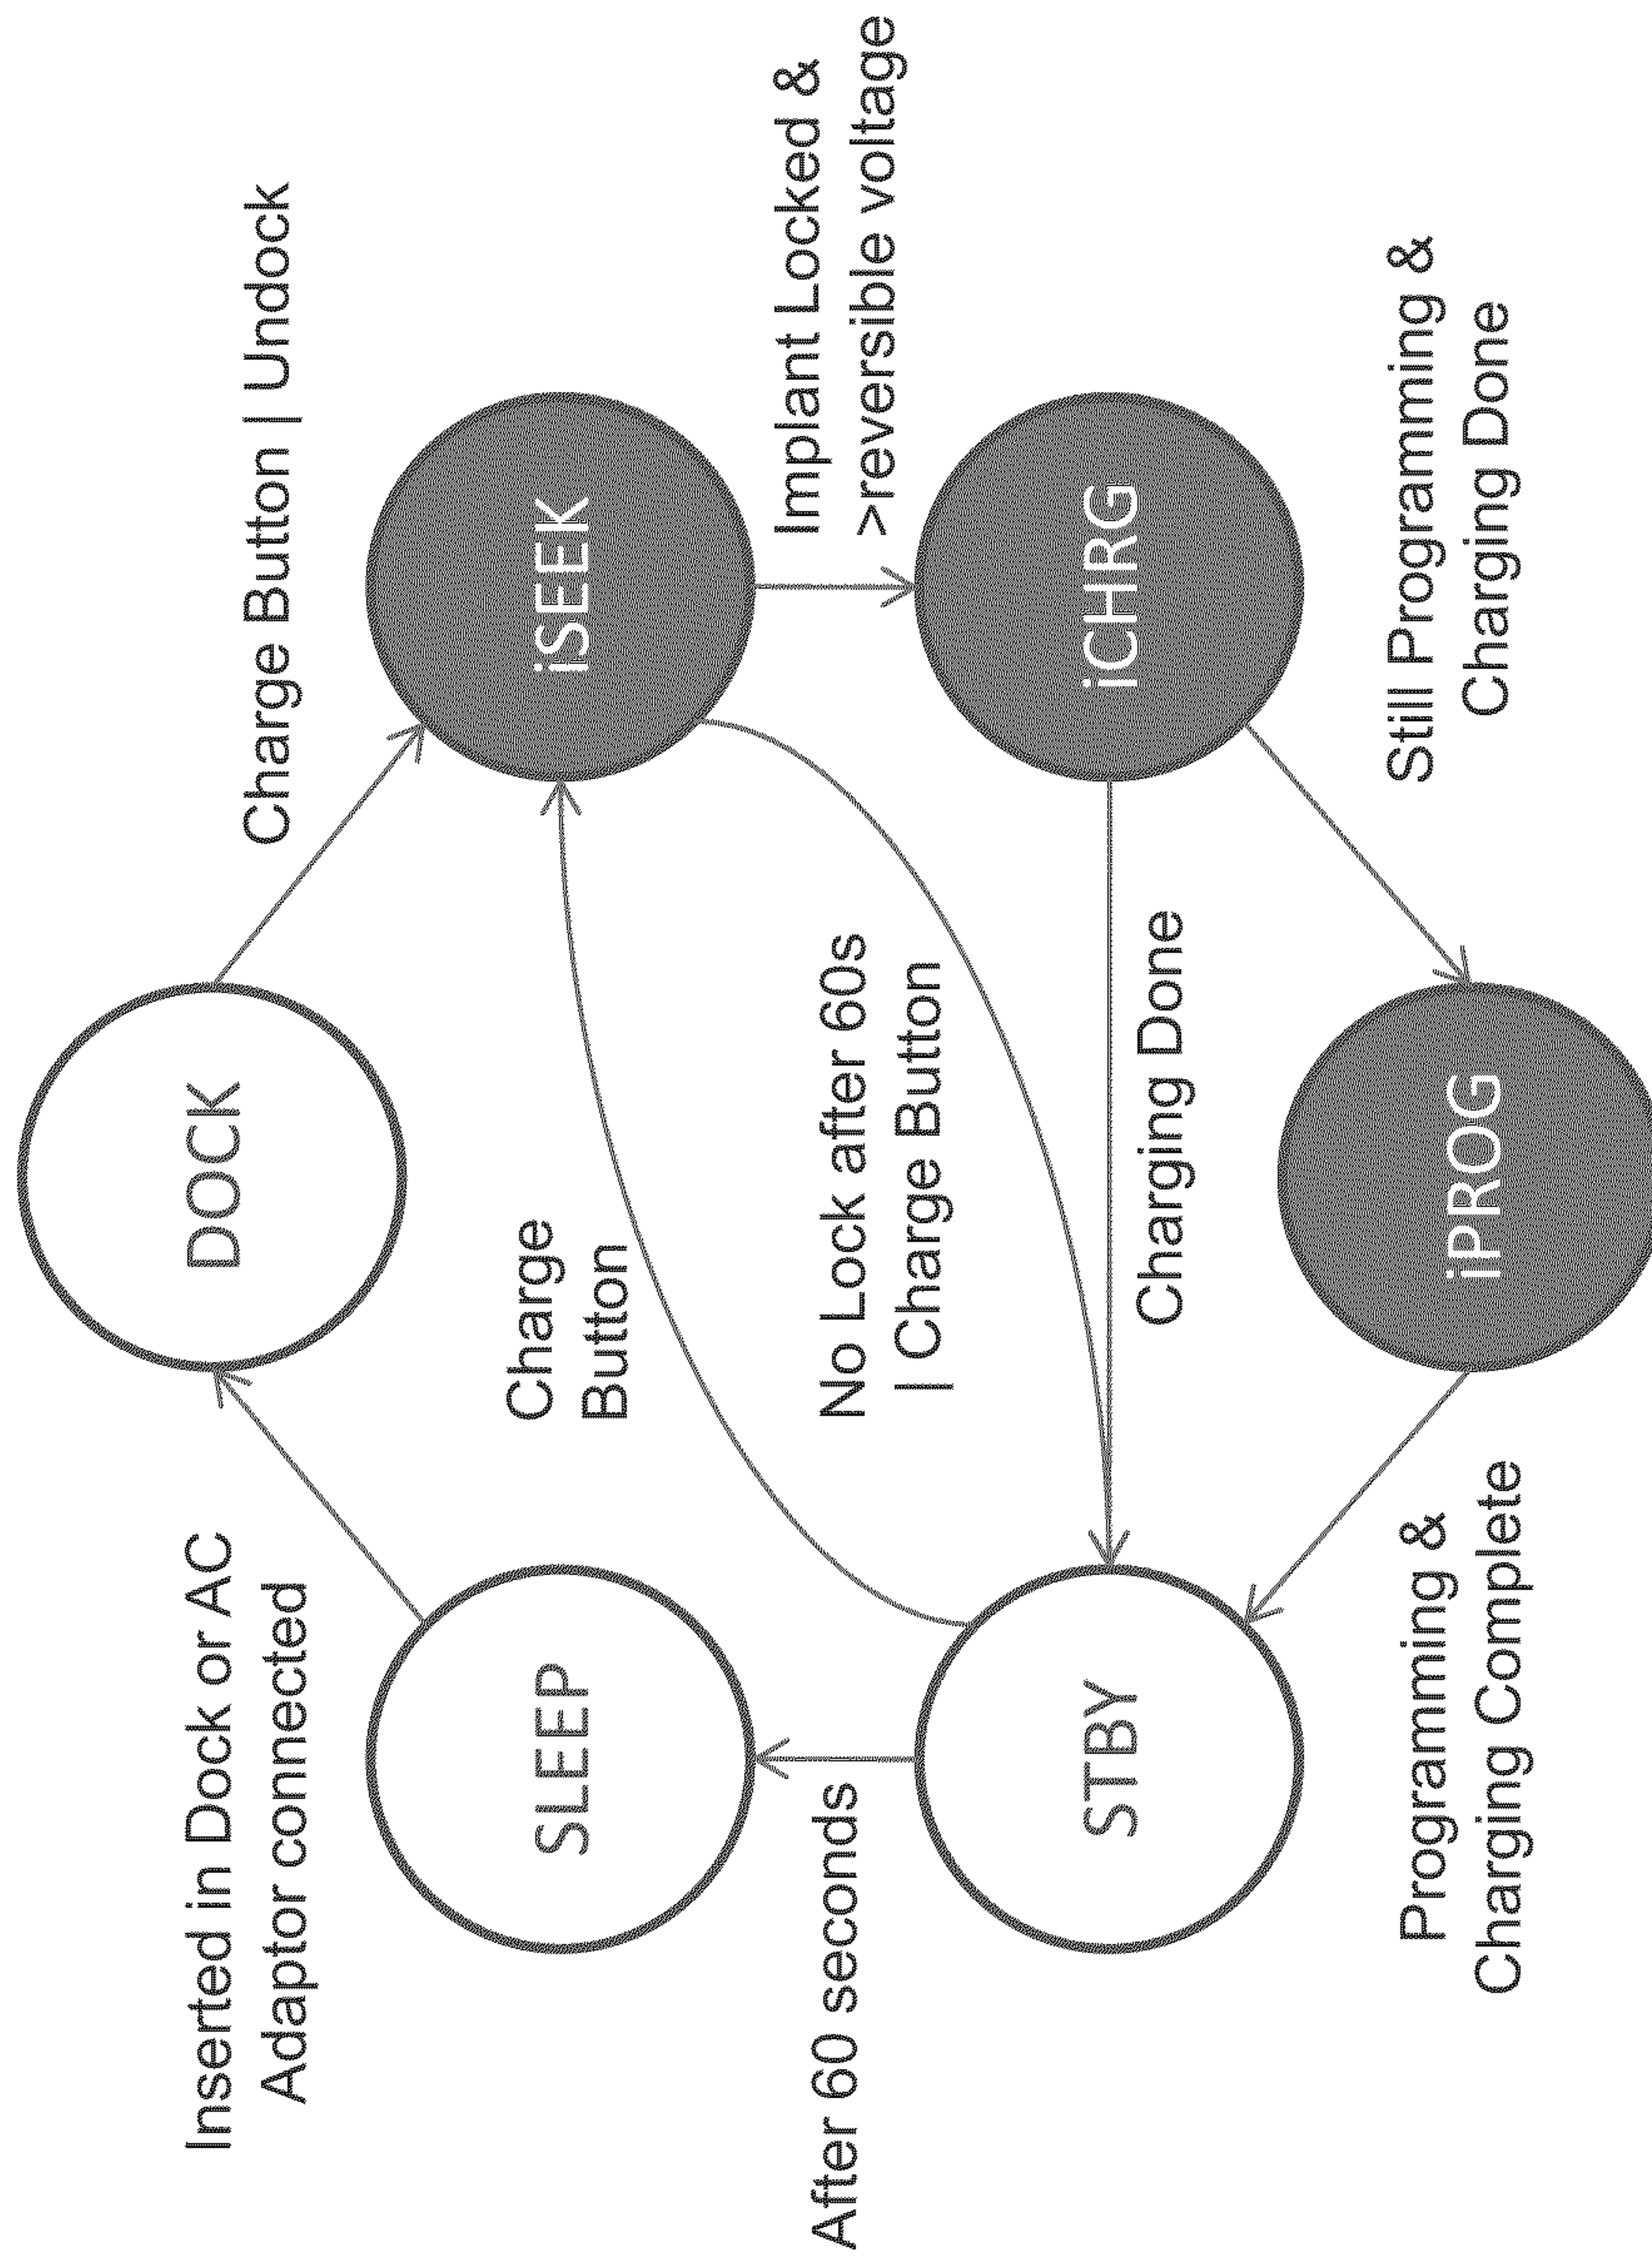 Inserted in Dock or AC
Adaptor connected
DOCK
Charge Button | Undock
SLEEP
Charge
Button
iSEEK
After 60 seconds
No Lock after 60s
| Charge Button
Implant Locked &
>reversible voltage
STBY
Charging Done
iCHRG
Programming &
Charging Complete
iPROG
Still Programming &
Charging Done